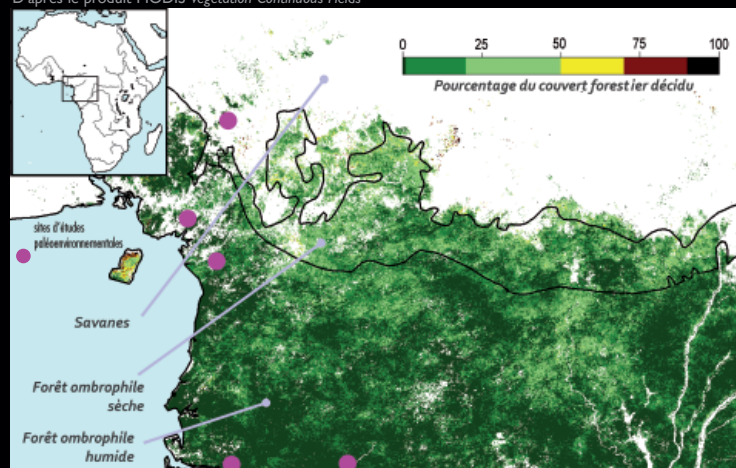 D'après le produit MODIS Vegetation Continuous Fields
0 25 50 75 100
Pourcentage du couvert forestier décidu
sites d'études
paléoenvironnementales
Savanes
Forêt ombrophile
sèche
Forêt ombrophile
humide